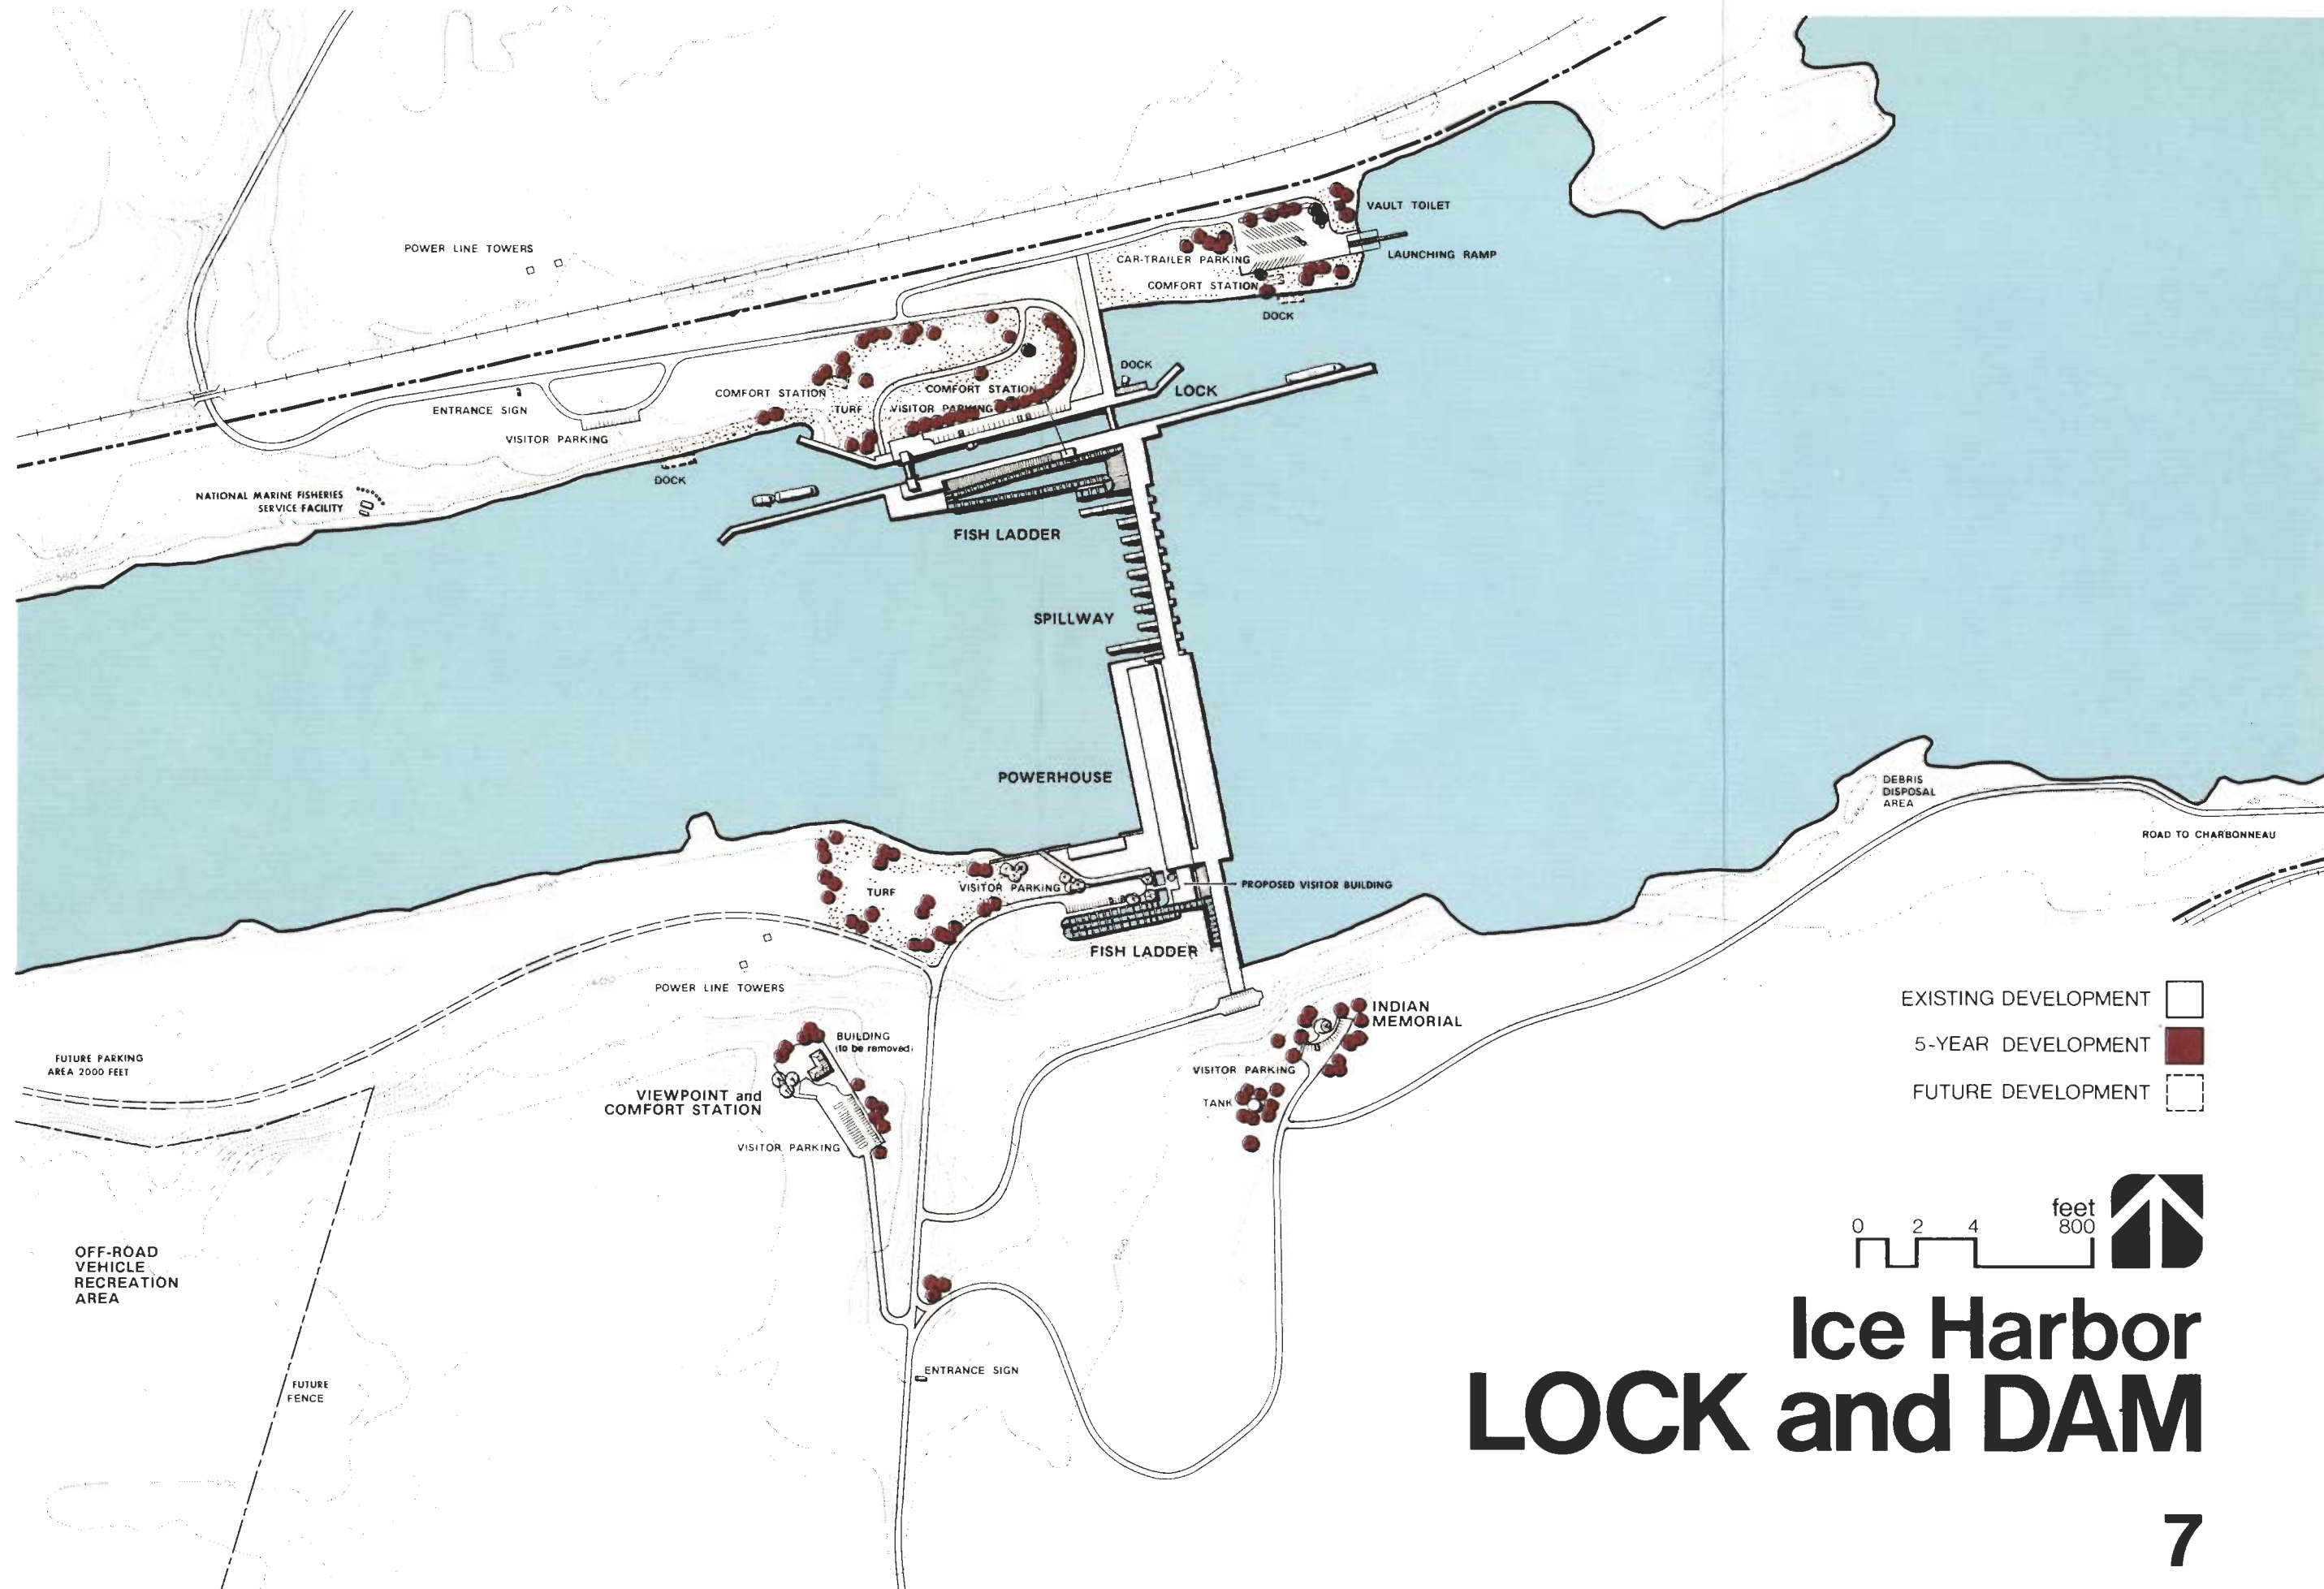 VAULT TOILET
POWER LINE TOWERS
LAUNCHING RAMP
CAR-TRAILER PARKING
COMFORT STATION
DOCK
DOCK
LOCK
COMFORT STATION
COMFORT STATION
TURF
VISITOR PARKING
ENTRANCE SIGN
VISITOR PARKING
DOCK
NATIONAL MARINE FISHERIES
SERVICE FACILITY
FISH LADDER
SPILLWAY
POWERHOUSE
DEBRIS
DISPOSAL
AREA
ROAD TO CHARBONNEAU
TURF
VISITOR PARKING
PROPOSED VISITOR BUILDING
FISH LADDER
POWER LINE TOWERS
400
INDIAN
MEMORIAL
BUILDING
(to be removed)
FUTURE PARKING
AREA 2000 FEET
VISITOR PARKING
VIEWPOINT and
COMFORT STATION
TANK
VISITOR PARKING
OFF-ROAD
VEHICLE
RECREATION
AREA
FUTURE
FENCE
ENTRANCE SIGN
EXISTING DEVELOPMENT
5-YEAR DEVELOPMENT
FUTURE DEVELOPMENT
feet
0 2 4 800
Ice Harbor
LOCK and DAM
7